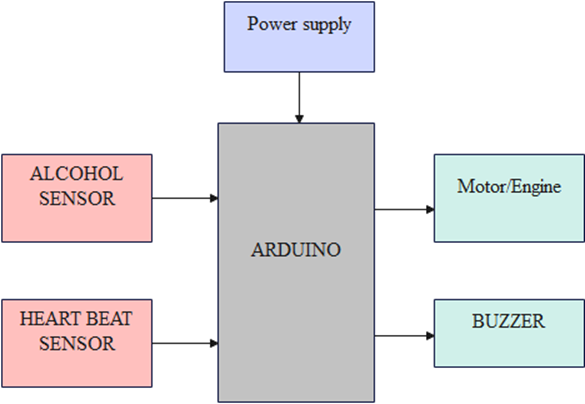 Power supply
ALCOHOL
SENSOR
Motor/Engine
ARDUINO
HEART BEAT
SENSOR
BUZZER